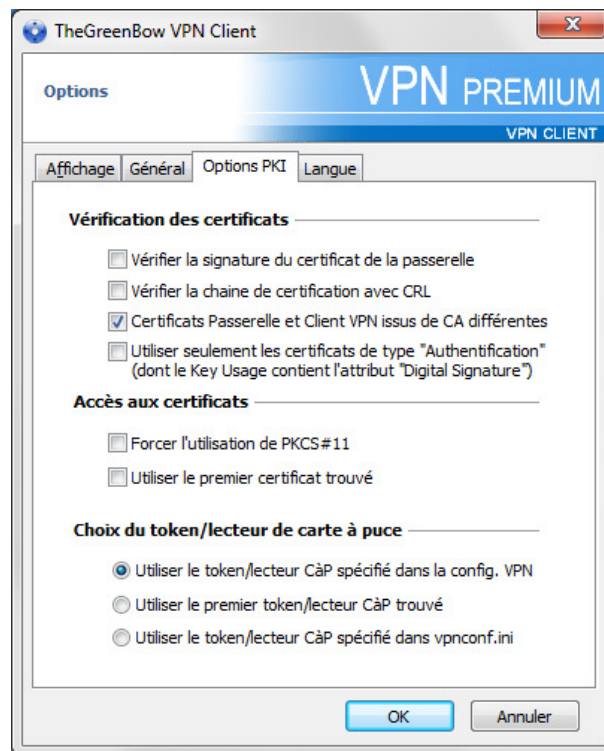 TheGreenBow VPN Client
Options
VPN PREMIUM
VPN CLIENT
Affichage Général Options PKI Langue
Vérification des certificats
Vérifier la signature du certificat de la passerelle
Vérifier la chaine de certification avec CRL
Certificats Passerelle et Client VPN issus de CA différentes
Utiliser seulement les certificats de type "Authentification"
(dont le Key Usage contient l'attribut "Digital Signature")
Accès aux certificats
Forcer l'utilisation de PKCS#11
Utiliser le premier certificat trouvé
Choix du token/lecteur de carte à puce
Utiliser le token/lecteur CàP spécifié dans la config. VPN
Utiliser le premier token/lecteur CàP trouvé
Utiliser le token/lecteur CàP spécifié dans vpnconf.ini
OK Annuler